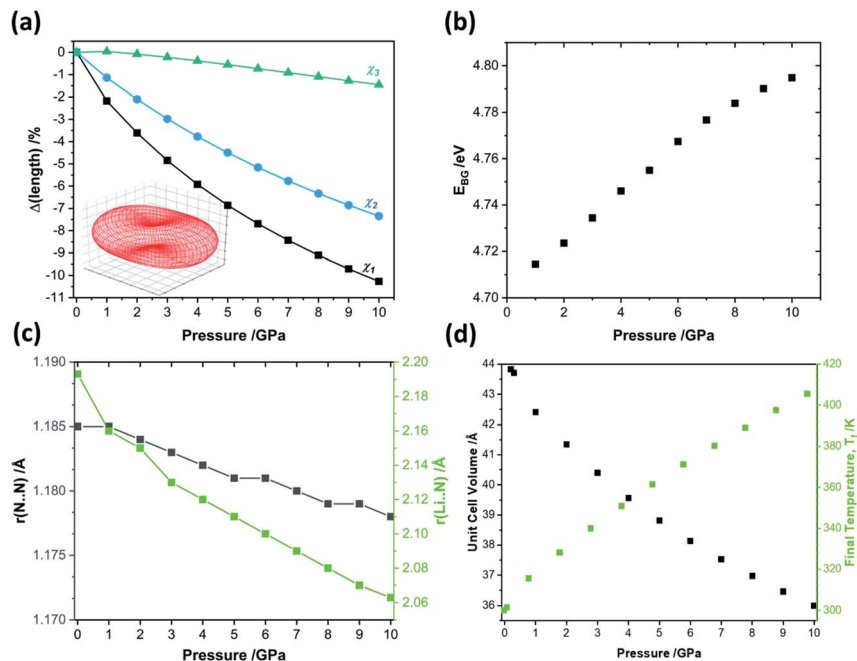 (a)
0
-1
-2
-3
-4
-5
-6
-7
-8
-9
-10
-11
Δ(length) /%
χ3
χ2
χ1
0 1 2 3 4 5 6 7 8 9 10
Pressure /GPa
(b)
4.80
4.78
4.76
4.74
4.72
4.70
E_BG /eV
0 2 4 6 8 10
Pressure /GPa
(c)
1.190
1.185
1.180
1.175
1.170
r(N..N) /Å
2.20
2.18
2.16
2.14
2.12
2.10
2.08
2.06
r(Li..N) /Å
0 1 2 3 4 5 6 7 8 9 10
Pressure /GPa
(d)
44
43
42
41
40
39
38
37
36
Unit Cell Volume /Å
420
400
380
360
340
320
300
Final Temperature, Tf /K
0 1 2 3 4 5 6 7 8 9 10
Pressure /GPa